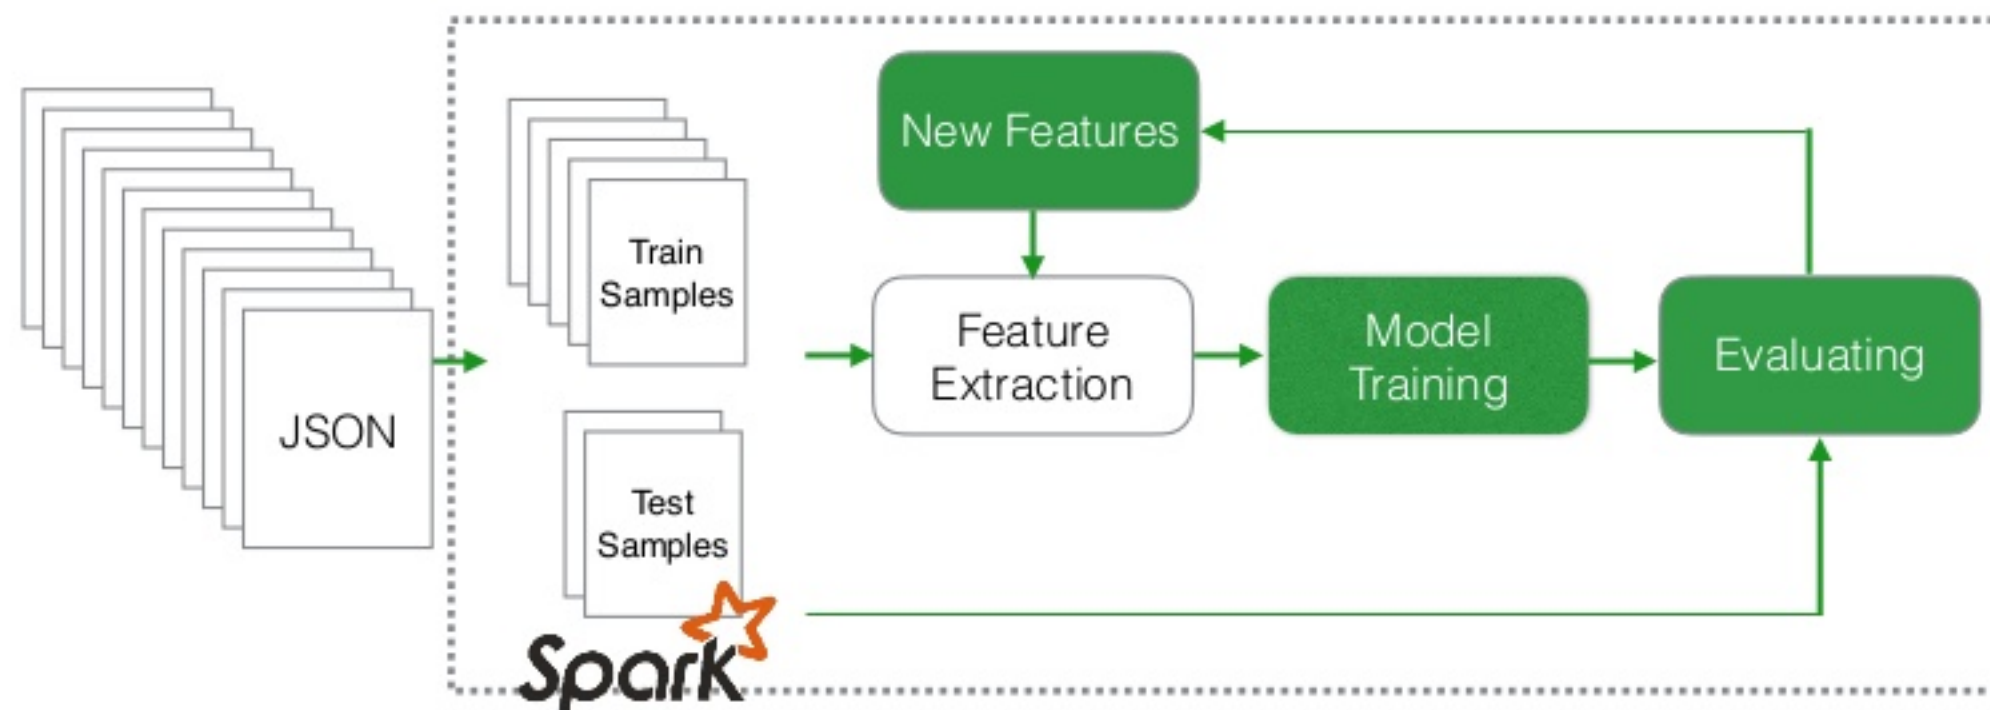 JSON
Train
Samples
Test
Samples
Spark
New Features
Feature
Extraction
Model
Training
Evaluating